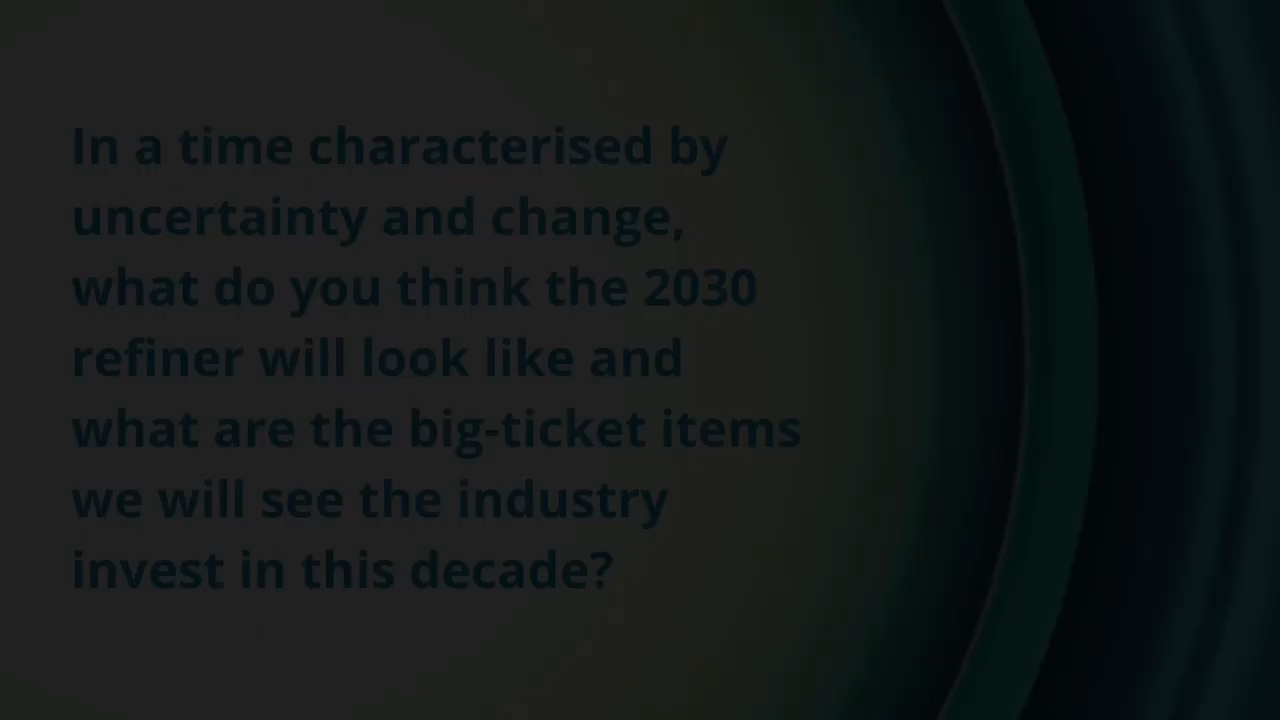 In a time characterised by
uncertainty and change,
what do you think the 2030
refiner will look like and
what are the big-ticket items
we will see the industry
invest in this decade?